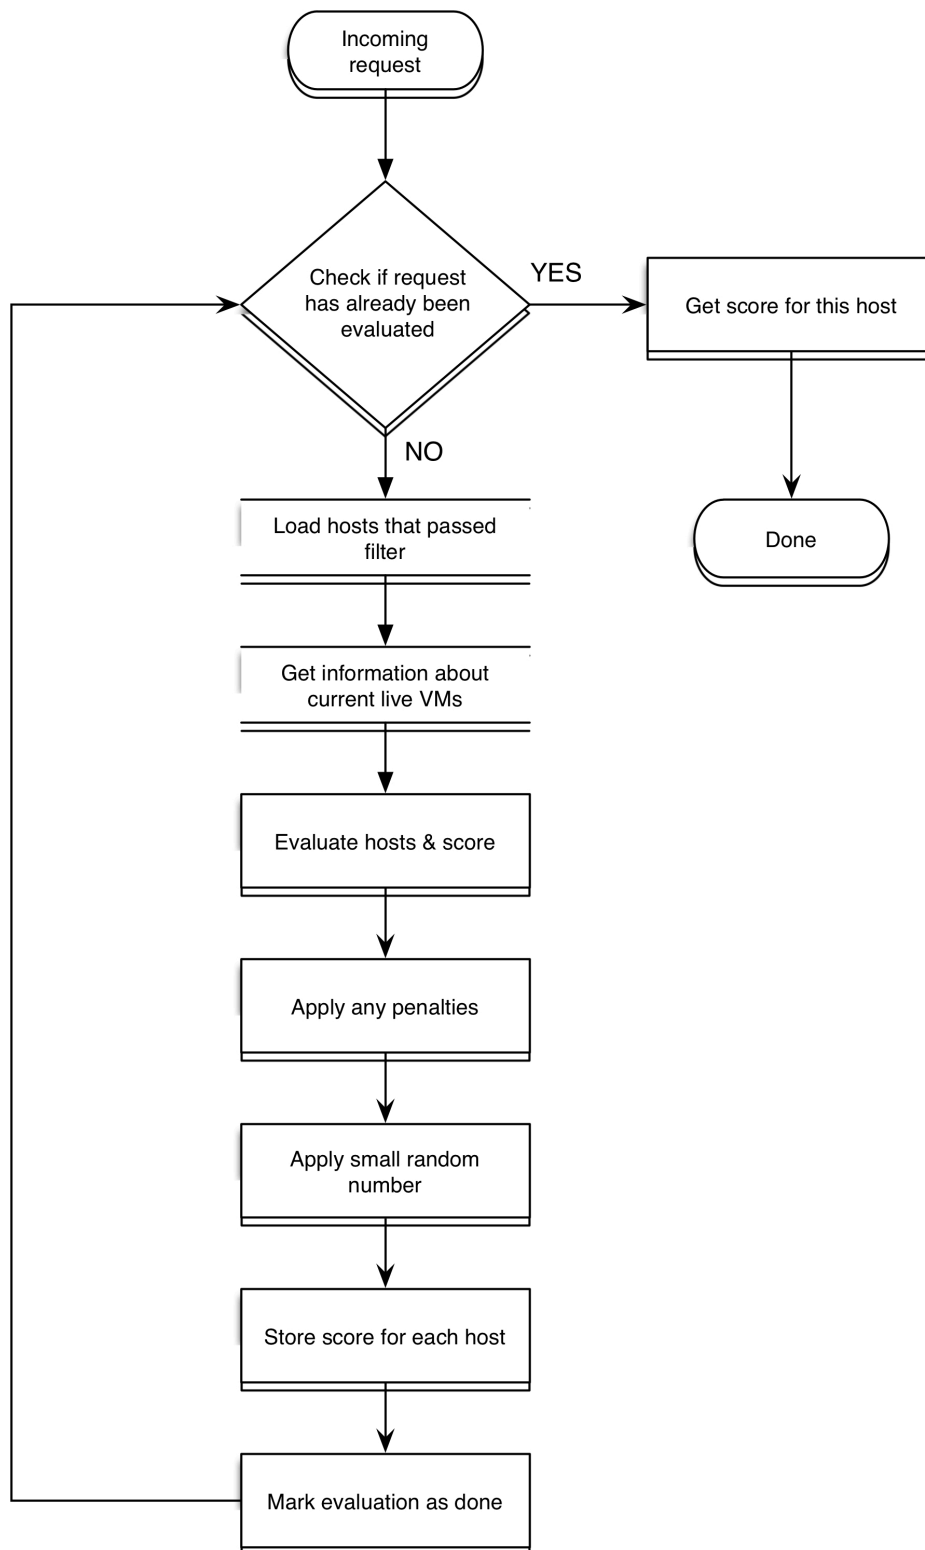 Incoming
request
Check if request
has already been
evaluated
YES
Get score for this host
NO
Load hosts that passed
filter
Done
Get information about
current live VMs
Evaluate hosts & score
Apply any penalties
Apply small random
number
Store score for each host
Mark evaluation as done